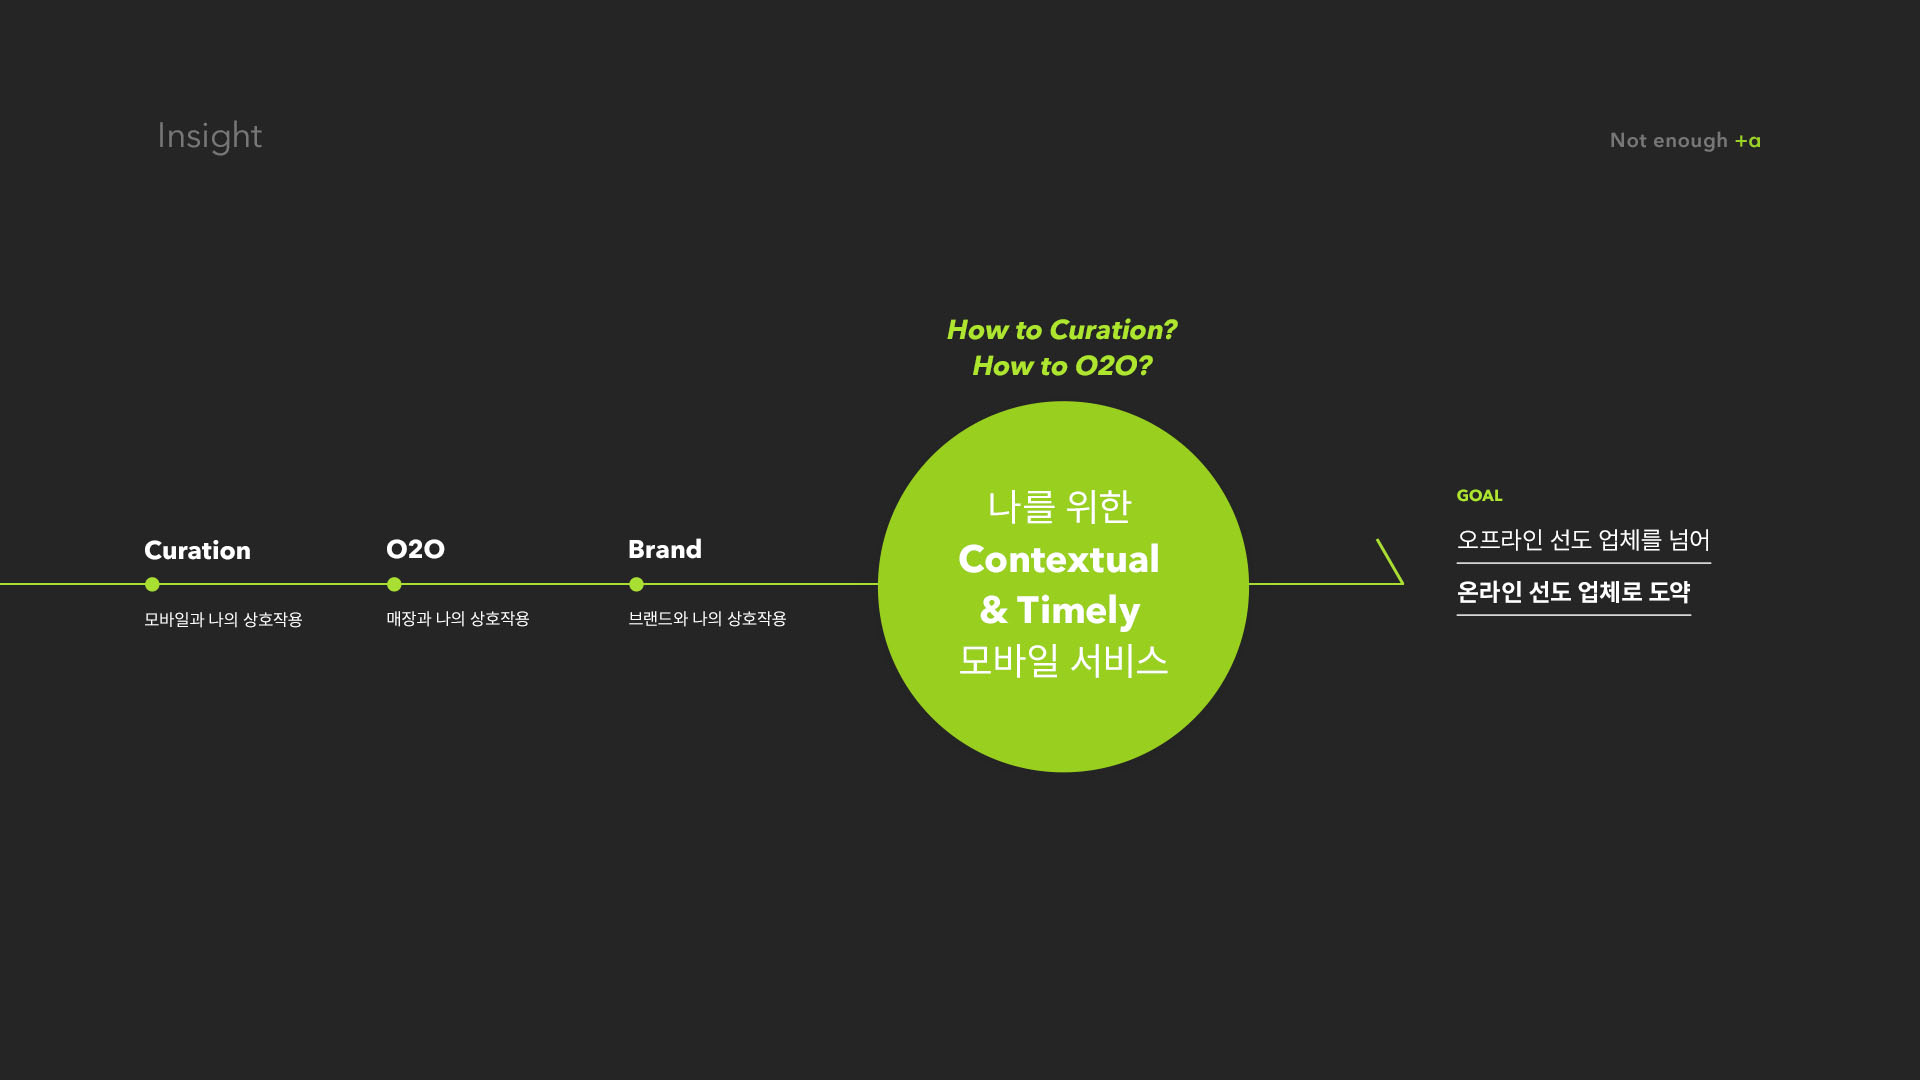 Insight
Not enough +a
How to Curation?
How to O2O?
Curation
모바일과 나의 상호작용
O2O
매장과 나의 상호작용
Brand
브랜드와 나의 상호작용
나를 위한
Contextual
& Timely
모바일 서비스
GOAL
오프라인 선도 업체를 넘어
온라인 선도 업체로 도약